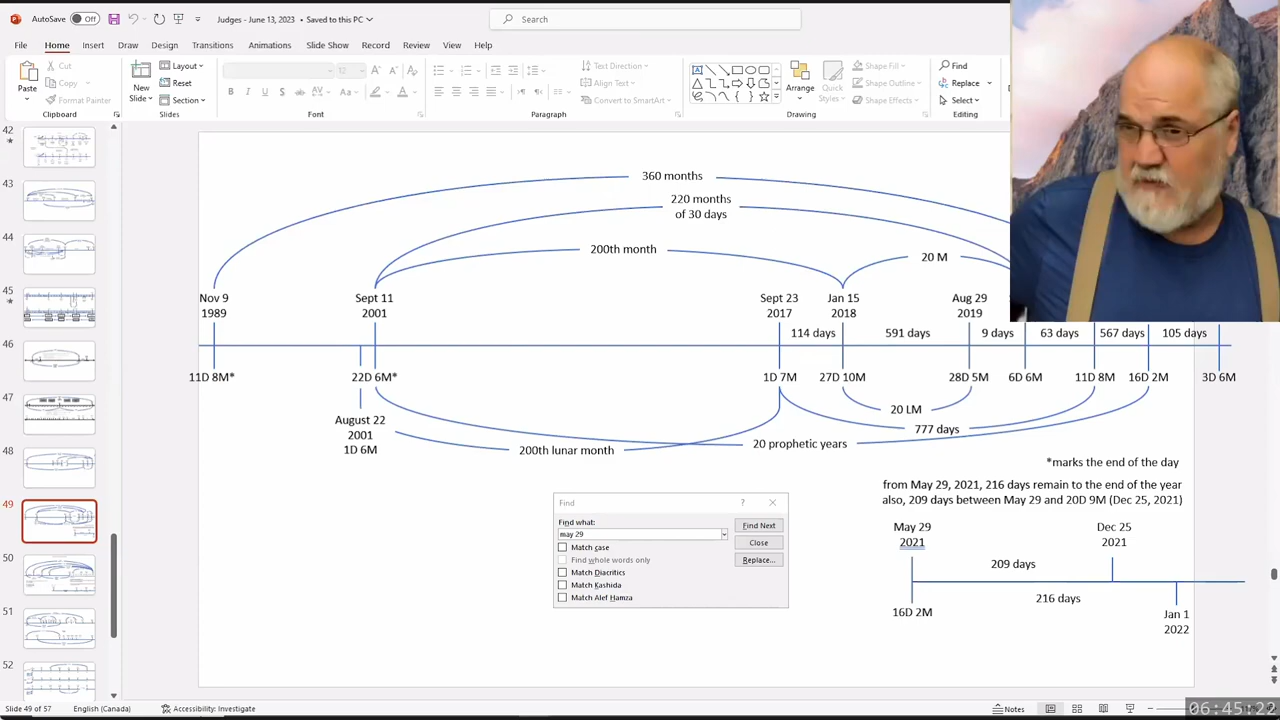 AutoSave Off
Judges - June 13, 2023 • Saved to this PC
Search
File Home Insert Draw Design Transitions Animations Slide Show Record Review View Help
Paste
Cut
Copy
Format Painter
Clipboard
New Slide
Layout
Reset
Section
Slides
Font
Paragraph
Text Direction
Align Text
Convert to SmartArt
Arrange
Quick Styles
Shape Fill
Shape Outline
Shape Effects
Drawing
Find
Replace
Select
Editing
42
43
44
45
46
47
48
49
50
51
52
360 months
220 months
of 30 days
200th month
20 M
Nov 9
1989
Sept 11
2001
Sept 23
2017
Jan 15
2018
Aug 29
2019
114 days
591 days
9 days
63 days
567 days
105 days
11D 8M*
22D 6M*
1D 7M
27D 10M
28D 5M
6D 6M
11D 8M
16D 2M
3D 6M
August 22
2001
1D 6M
20 LM
777 days
20 prophetic years
200th lunar month
*marks the end of the day
from May 29, 2021, 216 days remain to the end of the year
also, 209 days between May 29 and 20D 9M (Dec 25, 2021)
May 29
2021
Dec 25
2021
209 days
216 days
16D 2M
Jan 1
2022
Find
?
Find what:
may 29
Match case
Find whole words only
Match Diacritics
Match Kashida
Match Alef Hamza
Find Next
Close
Replace...
Slide 49 of 57
English (Canada)
Accessibility: Investigate
Notes
06:45:22